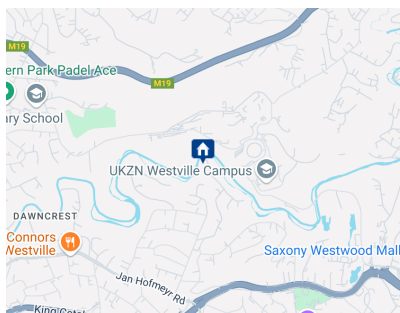 M19
ern Park Padel Ace
M19
ary School
UKZN Westville Campus
DAWNCREST
Connors
Westville
Saxony Westwood Mall
Jan Hofmeyr Rd